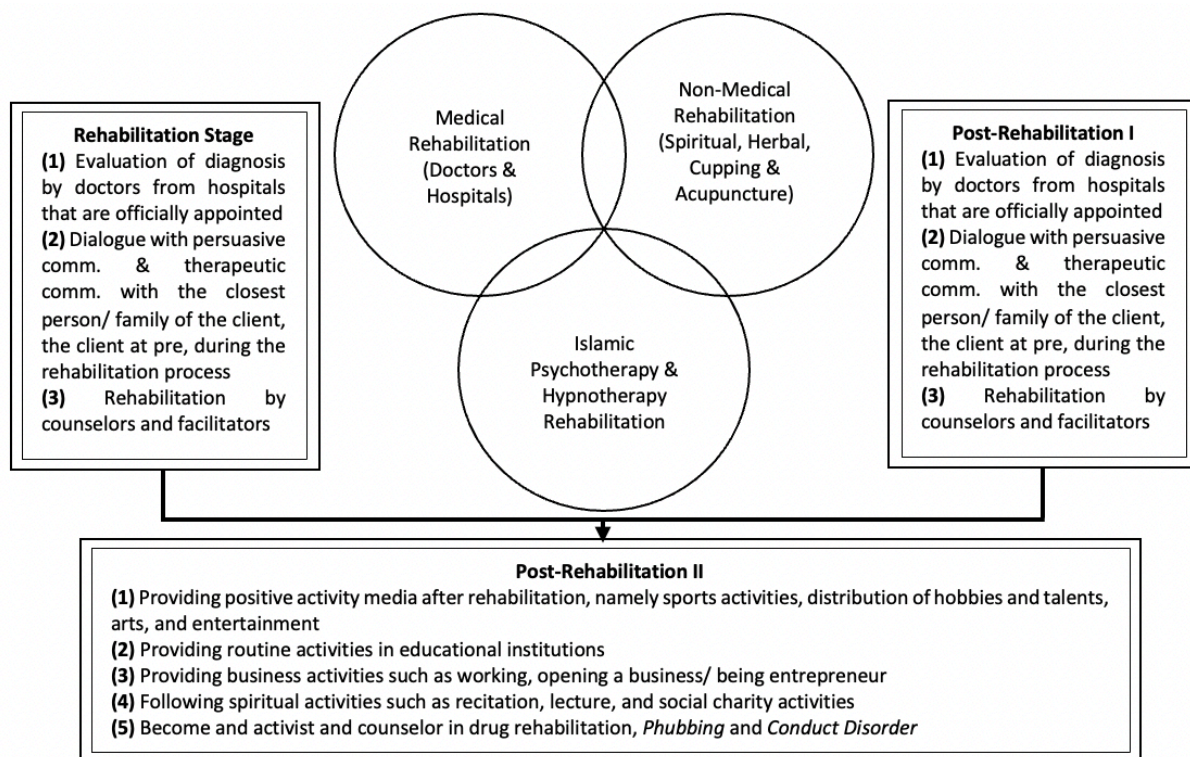 Medical
Rehabilitation
(Doctors &
Hospitals)
Non-Medical
Rehabilitation
(Spiritual, Herbal,
Cupping &
Acupuncture)
Islamic
Psychotherapy &
Hypnotherapy
Rehabilitation
Rehabilitation Stage
(1) Evaluation of diagnosis
by doctors from hospitals
that are officially appointed
(2) Dialogue with persuasive
comm. & therapeutic
comm. with the closest
person/ family of the client,
the client at pre, during the
rehabilitation process
(3) Rehabilitation by
counselors and facilitators
Post-Rehabilitation I
(1) Evaluation of diagnosis
by doctors from hospitals
that are officially appointed
(2) Dialogue with persuasive
comm. & therapeutic
comm. with the closest
person/ family of the client,
the client at pre, during the
rehabilitation process
(3) Rehabilitation by
counselors and facilitators
Post-Rehabilitation II
(1) Providing positive activity media after rehabilitation, namely sports activities, distribution of hobbies and talents,
arts, and entertainment
(2) Providing routine activities in educational institutions
(3) Providing business activities such as working, opening a business/ being entrepreneur
(4) Following spiritual activities such as recitation, lecture, and social charity activities
(5) Become and activist and counselor in drug rehabilitation, Phubbing and Conduct Disorder